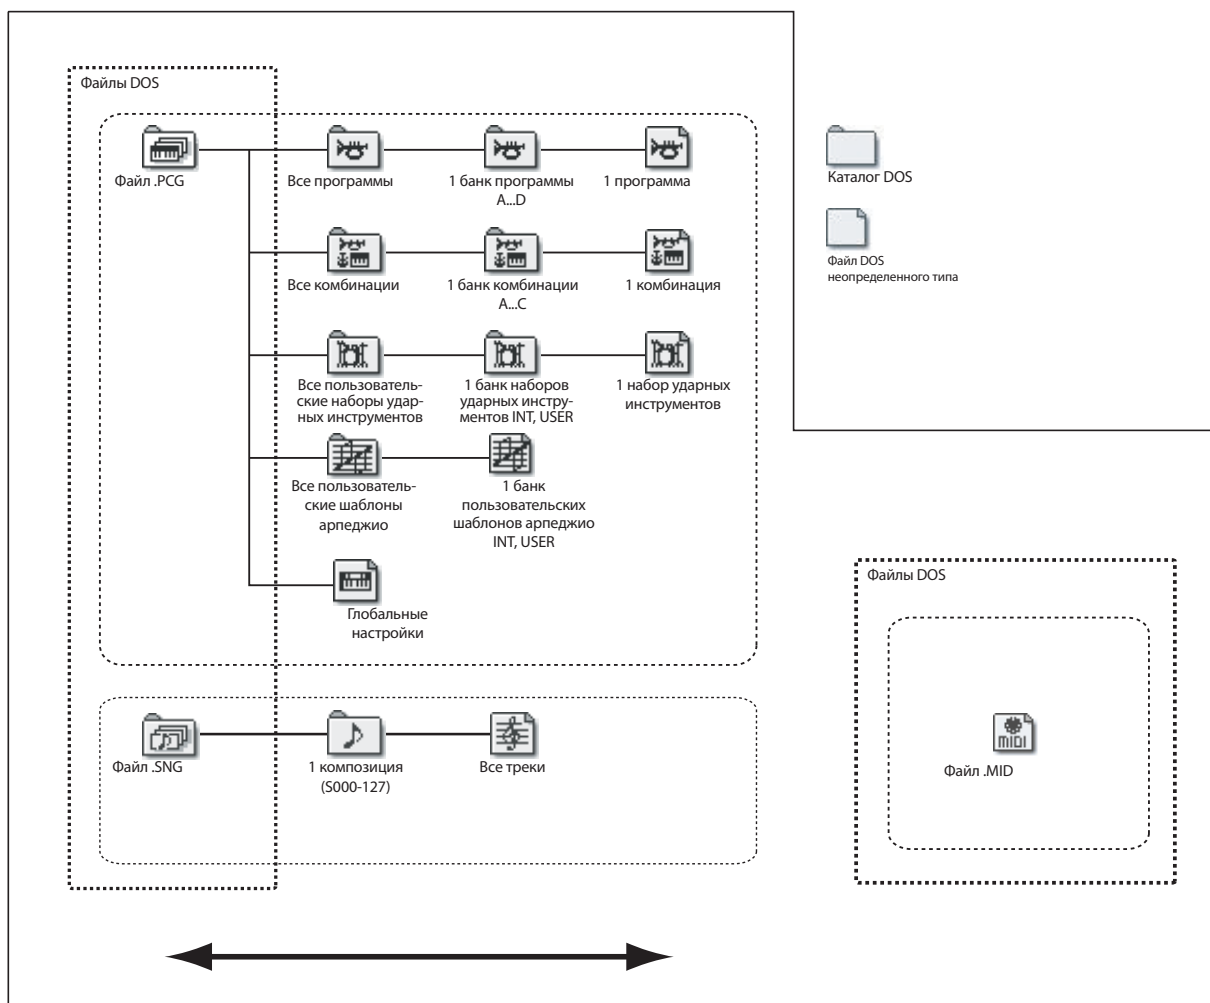 Файлы DOS
Файл .PCG
Все программы
1 банк программы
A...D
1 программа
Каталог DOS
Файл DOS
неопределенного типа
Все комбинации
1 банк комбинации
A...C
1 комбинация
Все пользователь-
ские наборы удар-
ных инструментов
1 банк наборов
ударных инстру-
ментов INT, USER
1 набор ударных
инструментов
Все пользователь-
ские шаблоны
арпеджио
1 банк
пользовательских
шаблонов арпеджио
INT, USER
Глобальные
настройки
Файл .SNG
1 композиция
(S000-127)
Все треки
Файлы DOS
MIDI
Файл .MID